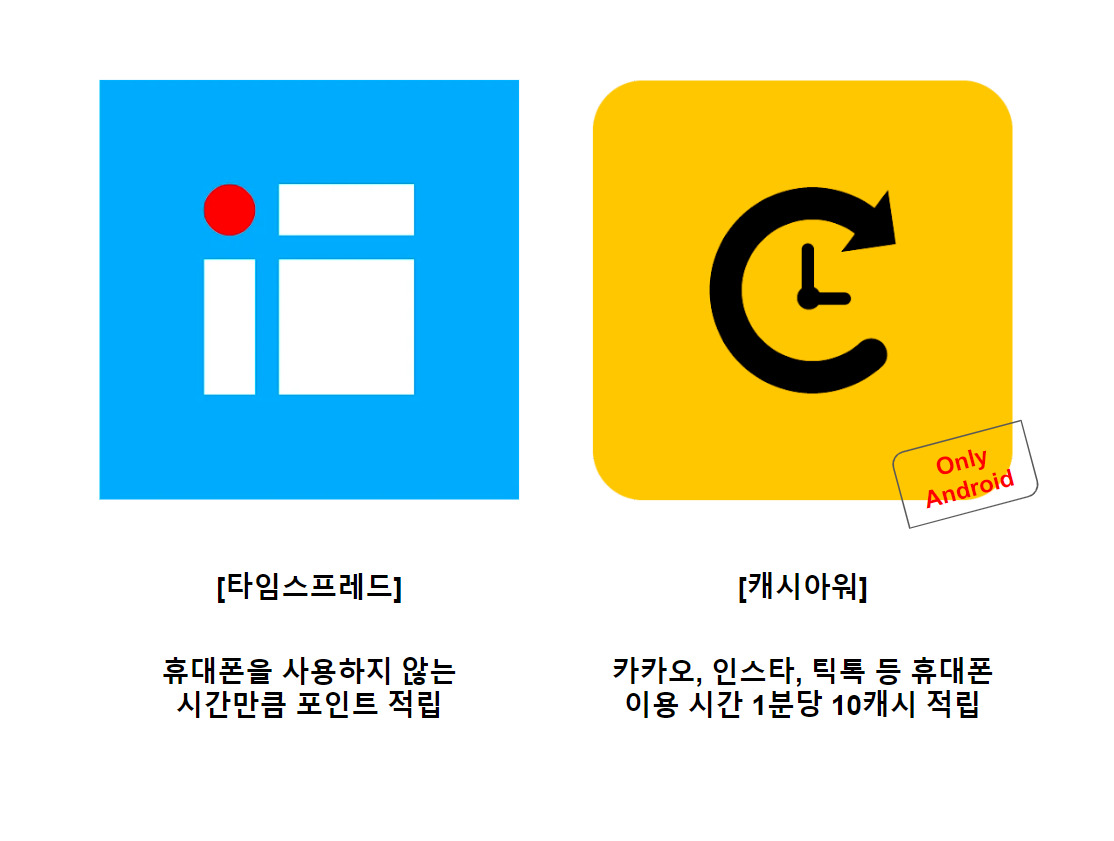 Only
Android
[타임스프레드]
[캐시아워]
휴대폰을 사용하지 않는
시간만큼 포인트 적립
카카오, 인스타, 틱톡 등 휴대폰
이용 시간 1분당 10캐시 적립